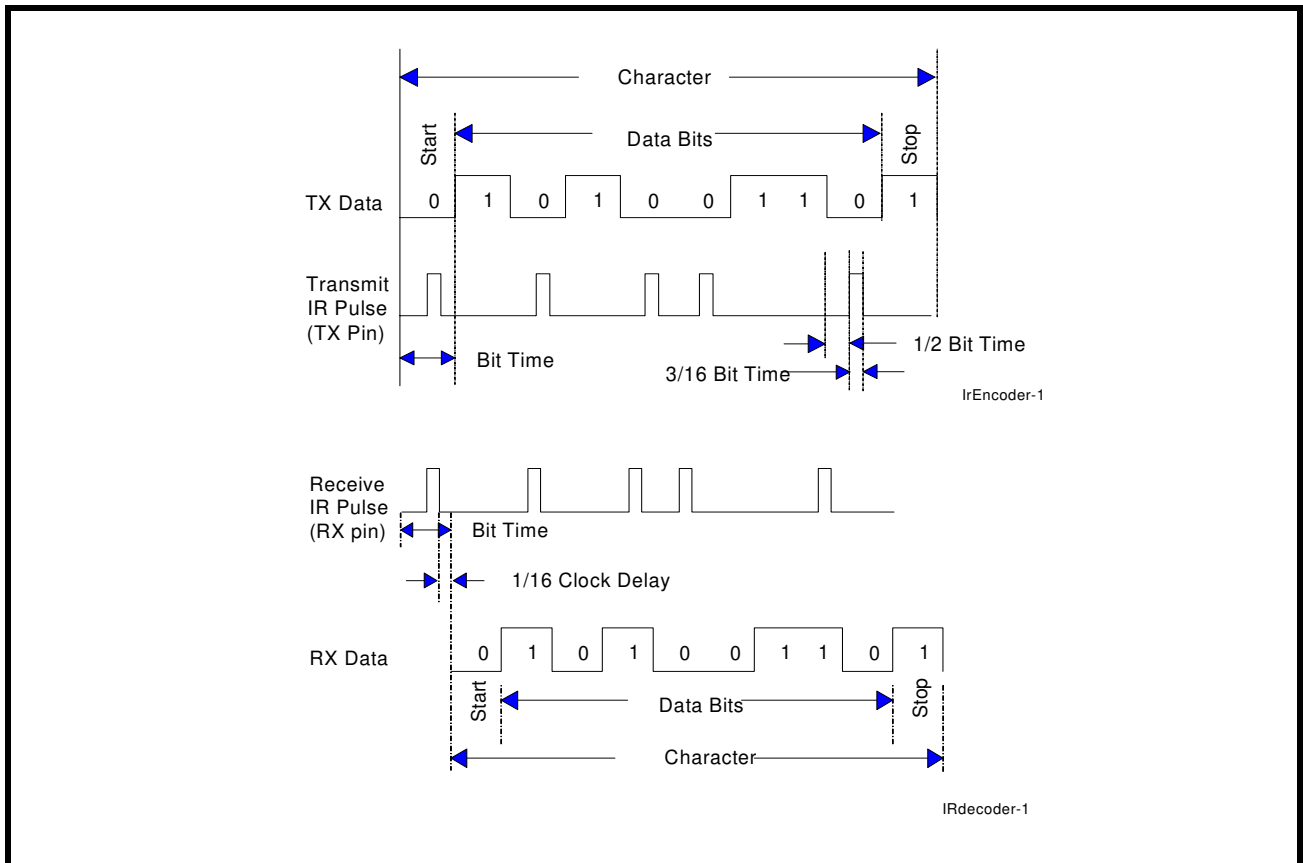 Character
Start
Data Bits
Stop
TX Data
0 1 0 1 0 0 1 1 0 1
Transmit
IR Pulse
(TX Pin)
Bit Time
1/2 Bit Time
3/16 Bit Time
IrEncoder-1
Receive
IR Pulse
(RX pin)
Bit Time
1/16 Clock Delay
RX Data
0 1 0 1 0 0 1 1 0 1
Start
Data Bits
Stop
Character
IRdecoder-1